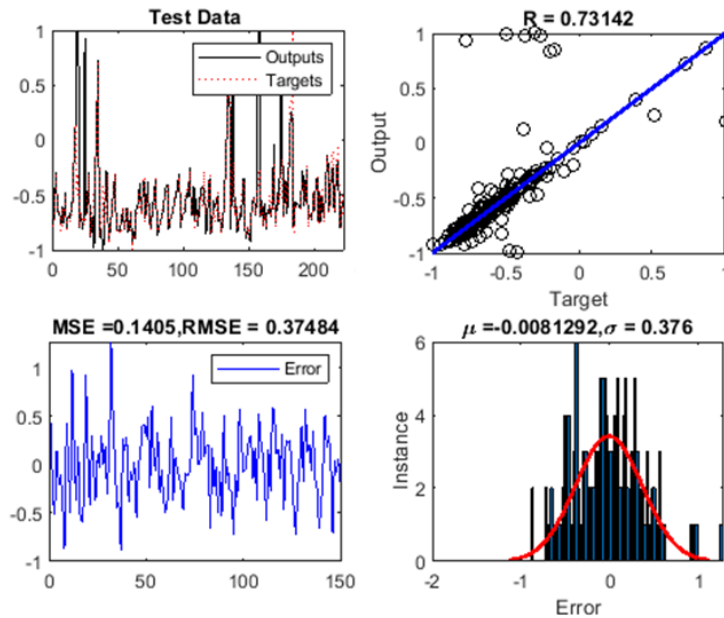 Test Data
1
0.5
0
-0.5
-1
0 50 100 150 200
Outputs
Targets
R = 0.73142
1
0.5
0
-0.5
-1
-1 -0.5 0 0.5 1
Output
Target
MSE =0.1405,RMSE = 0.37484
1
0.5
0
-0.5
-1
0 50 100 150
Error
μ =-0.0081292,σ = 0.376
6
4
2
0
-2 -1 0 1
Instance
Error